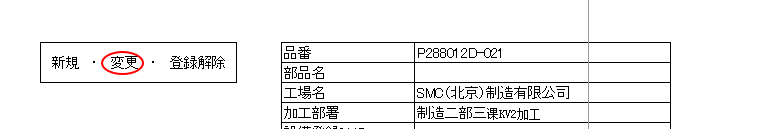 新規 ・ 変更 ・ 登録解除
品番 P288012D-021
部品名
工場名 SMC(北京)制造有限公司
加工部署 制造二部三课KV2加工